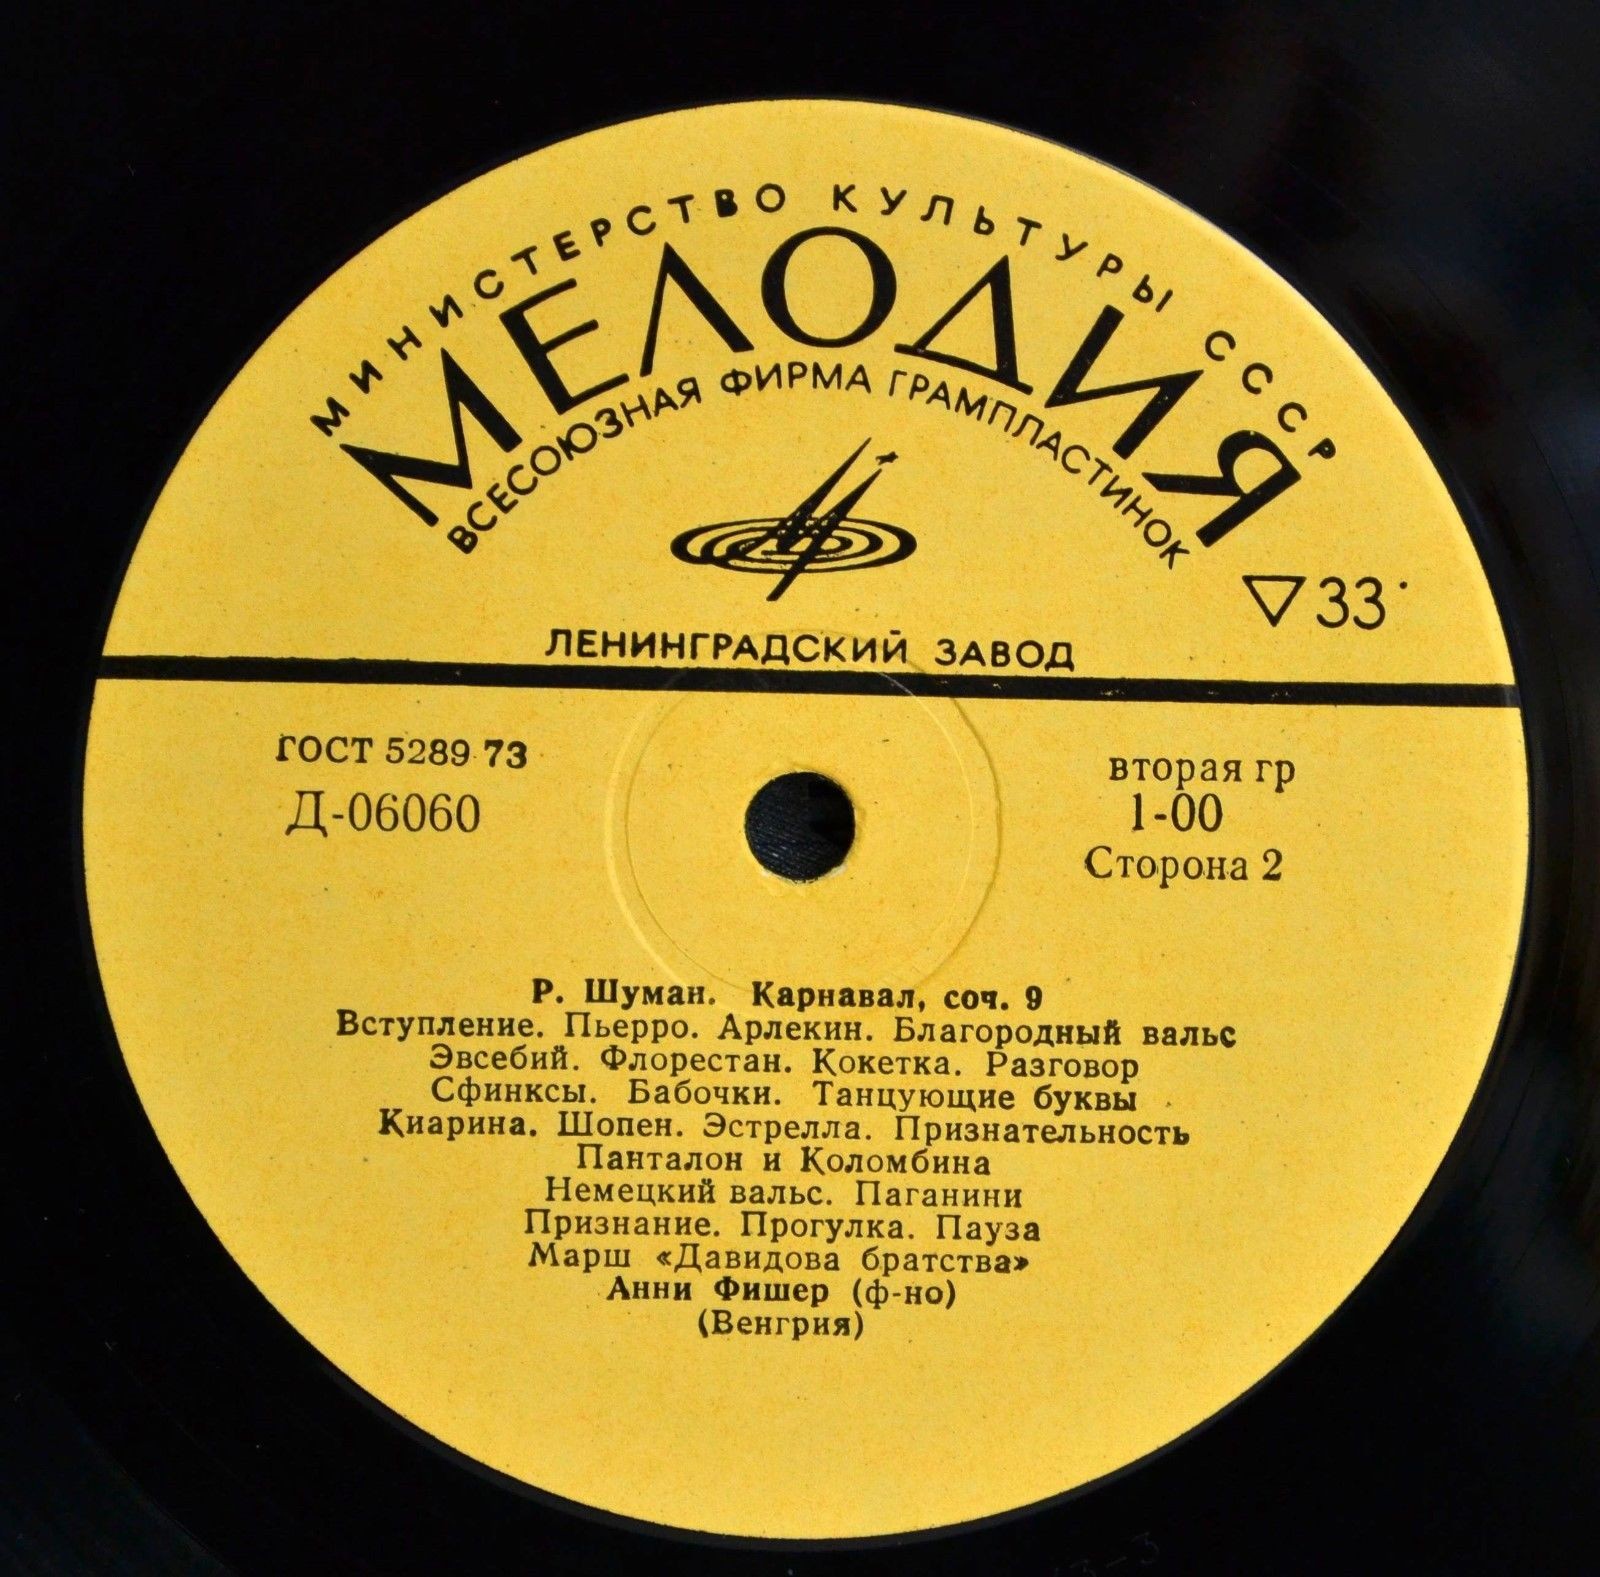 МИНИСТЕРСТВО КУЛЬТУРЫ СССР
МЕЛОДИЯ
ВСЕСОЮЗНАЯ ФИРМА ГРАМПЛАСТИНОК
33
ЛЕНИНГРАДСКИЙ ЗАВОД
ГОСТ 5289 73
Д-06060
вторая гр
1-00
Сторона 2
Р. Шуман. Карнавал, соч. 9
Вступление. Пьерро. Арлекин. Благородный вальс
Эвсебий. Флорестан. Кокетка. Разговор
Сфинксы. Бабочки. Танцующие буквы
Киарина. Шопен. Эстрелла. Признательность
Панталон и Коломбина
Немецкий вальс. Паганини
Признание. Прогулка. Пауза
Марш «Давидова братства»
Анни Фишер (ф-но)
(Венгрия)